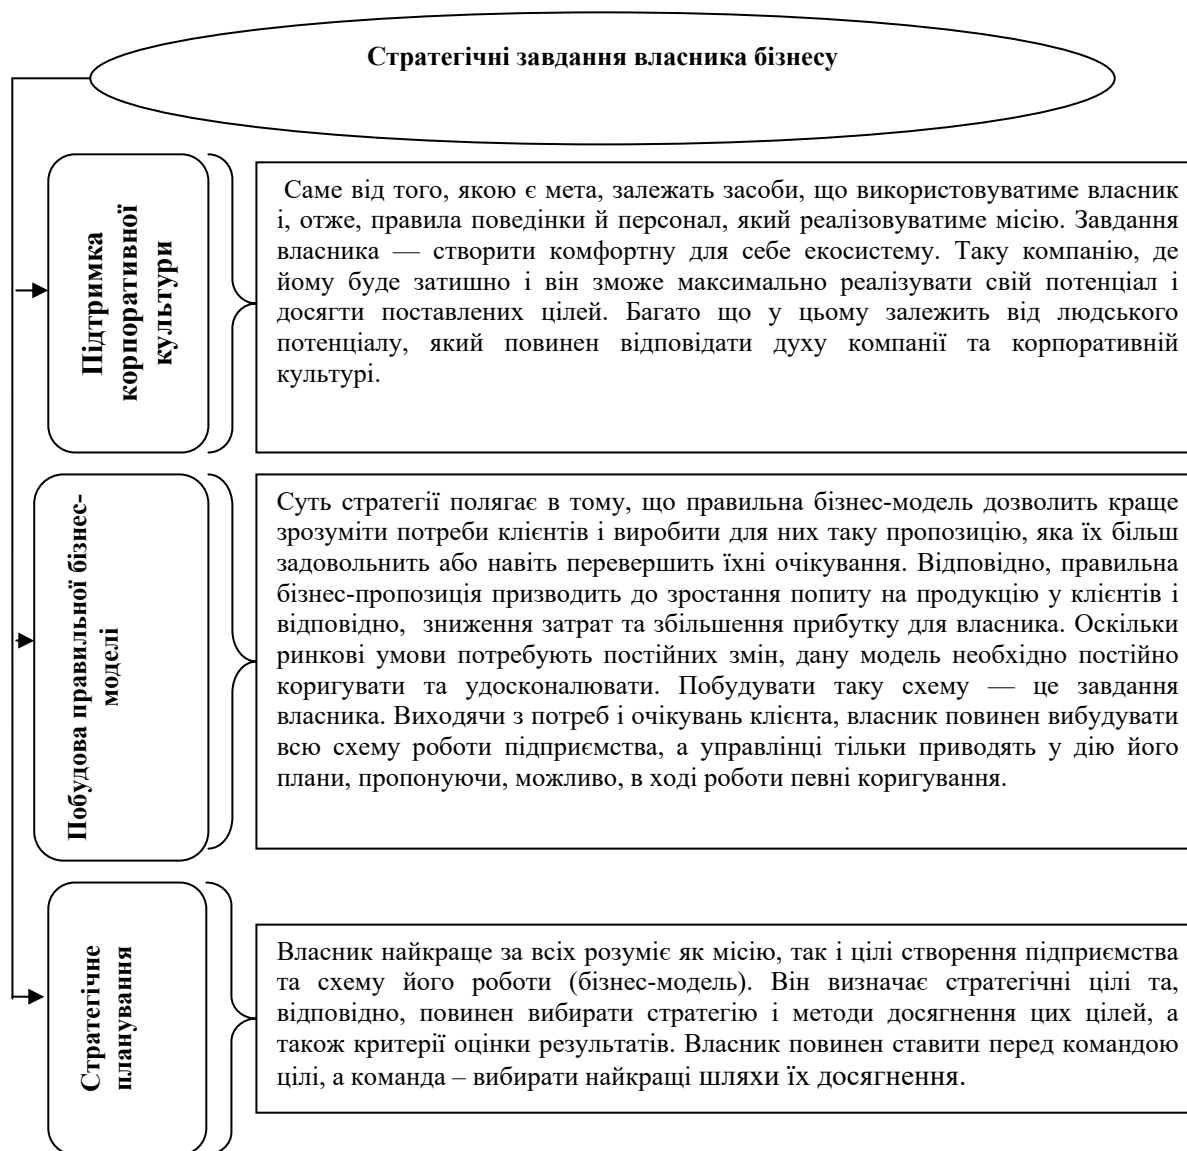 Стратегічні завдання власника бізнесу
Підтримка
корпоративної
культури
Саме від того, якою є мета, залежать засоби, що використовуватиме власник
і, отже, правила поведінки й персонал, який реалізовуватиме місію. Завдання
власника — створити комфортну для себе екосистему. Таку компанію, де
йому буде затишно і він зможе максимально реалізувати свій потенціал і
досягти поставлених цілей. Багато що у цьому залежить від людського
потенціалу, який повинен відповідати духу компанії та корпоративній
культурі.
Побудова правильної бізнес-
моделі
Суть стратегії полягає в тому, що правильна бізнес-модель дозволить краще
зрозуміти потреби клієнтів і виробити для них таку пропозицію, яка їх більш
задовольнить або навіть перевершить їхні очікування. Відповідно, правильна
бізнес-пропозиція призводить до зростання попиту на продукцію у клієнтів і
відповідно, зниження затрат та збільшення прибутку для власника. Оскільки
ринкові умови потребують постійних змін, дану модель необхідно постійно
коригувати та удосконалювати. Побудувати таку схему — це завдання
власника. Виходячи з потреб і очікувань клієнта, власник повинен вибудувати
всю схему роботи підприємства, а управлінці тільки приводять у дію його
плани, пропонуючи, можливо, в ході роботи певні коригування.
Стратегічне
планування
Власник найкраще за всіх розуміє як місію, так і цілі створення підприємства
та схему його роботи (бізнес-модель). Він визначає стратегічні цілі та,
відповідно, повинен вибирати стратегію і методи досягнення цих цілей, а
також критерії оцінки результатів. Власник повинен ставити перед командою
цілі, а команда – вибирати найкращі шляхи їх досягнення.